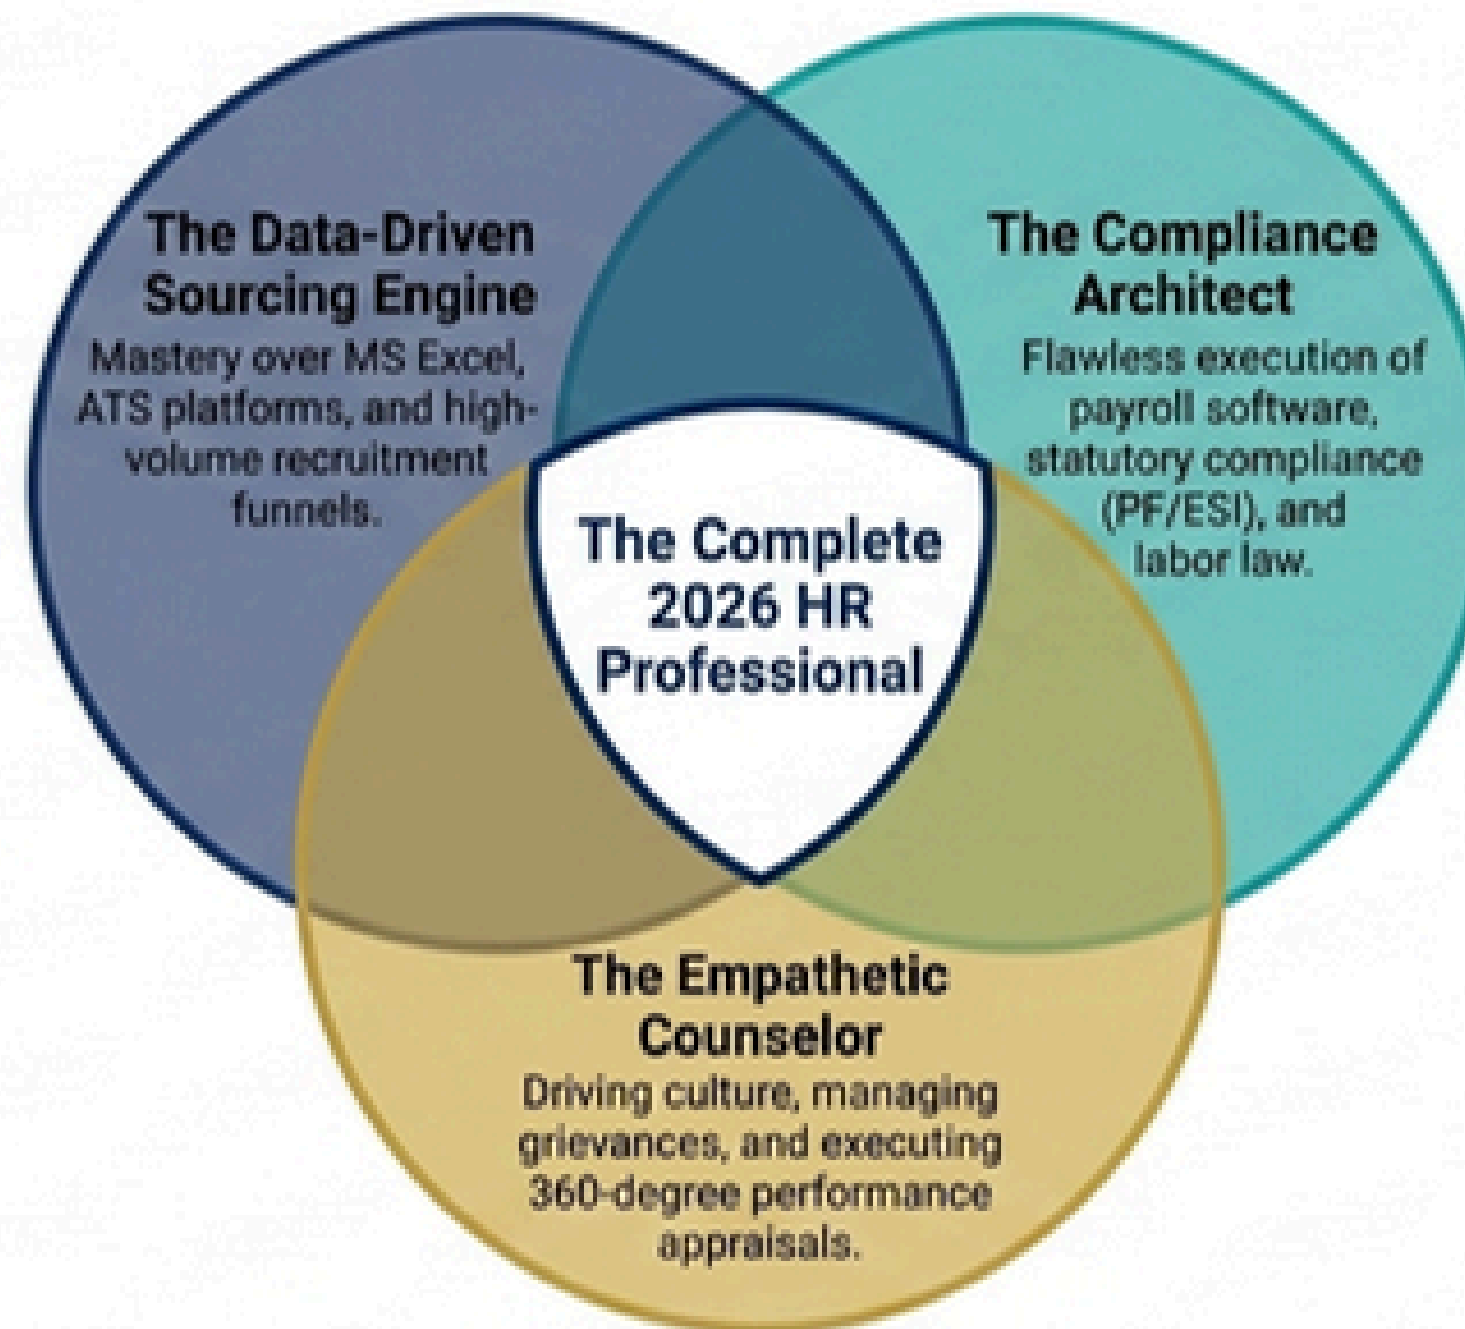 The Data-Driven
Sourcing Engine
Mastery over MS Excel,
ATS platforms, and high-
volume recruitment
funnels.
The Compliance
Architect
Flawless execution of
payroll software,
statutory compliance
(PF/ESI), and
labor law.
The Complete
2026 HR
Professional
The Empathetic
Counselor
Driving culture, managing
grievances, and executing
360-degree performance
appraisals.